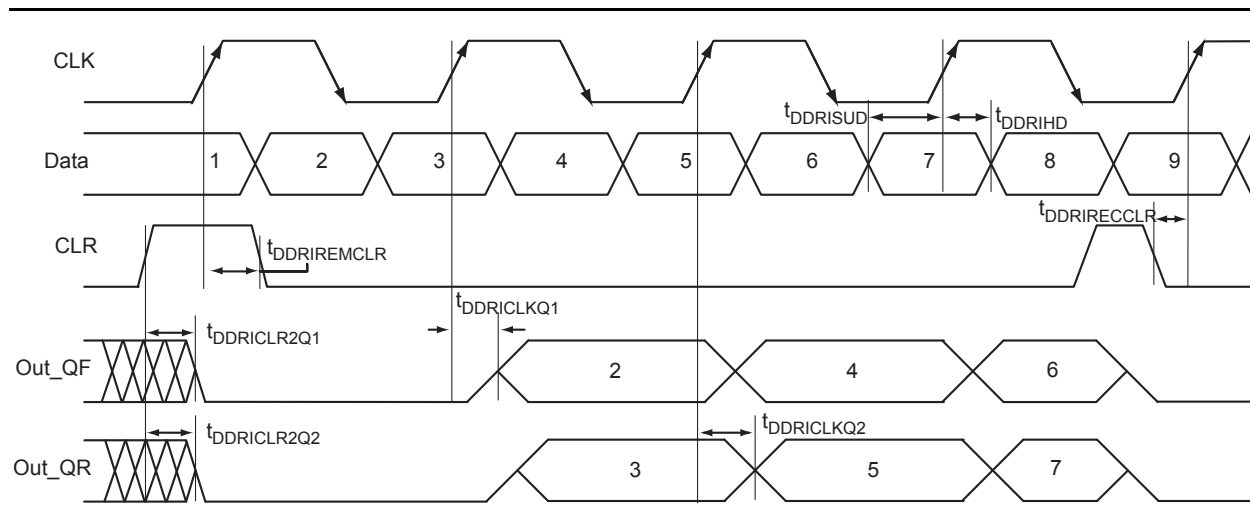 CLK
tDDRISUD
tDDRIHD
Data
1 2 3 4 5 6 7 8 9
tDDRIRECCLR
CLR
tDDRIREMCLR
tDDRICLKQ1
tDDRICLR2Q1
Out_QF
2 4 6
tDDRICLR2Q2
tDDRICLKQ2
Out_QR
3 5 7